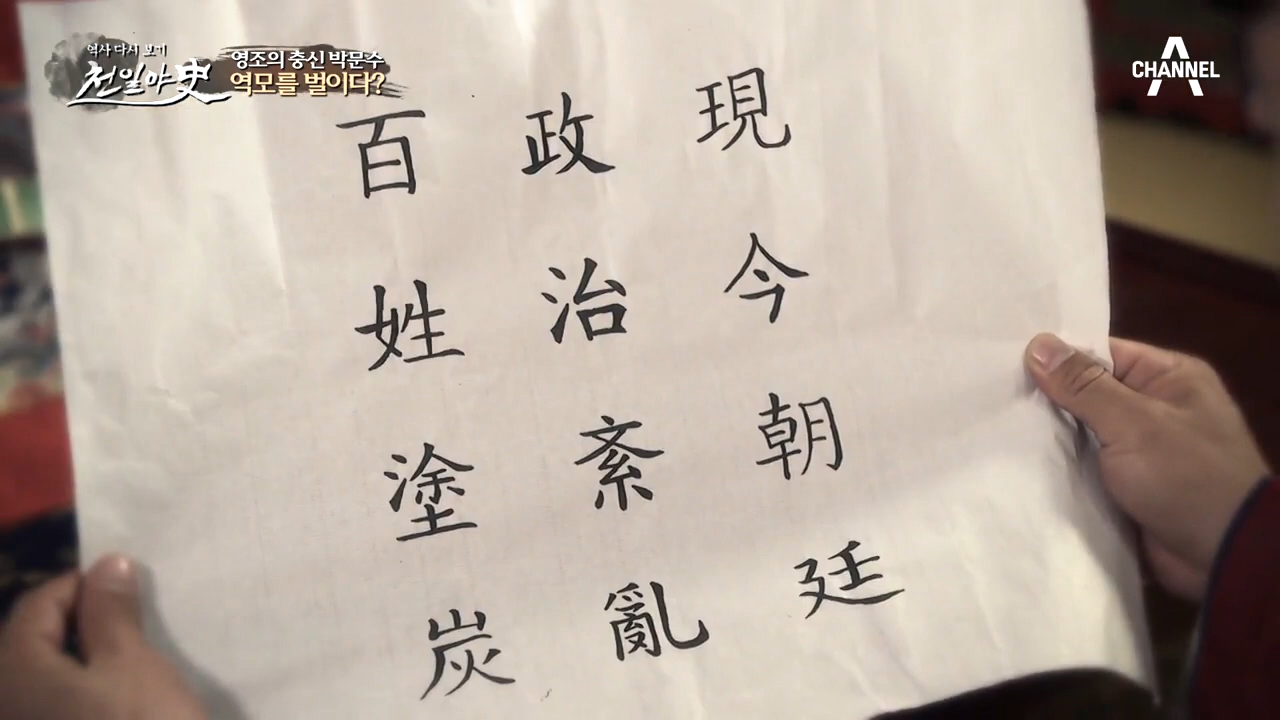 역사 다시 보기
천일야史
영조의 충신 박문수
역모를 벌이다?
CHANNEL A
現今朝廷
政治紊亂
百姓塗炭